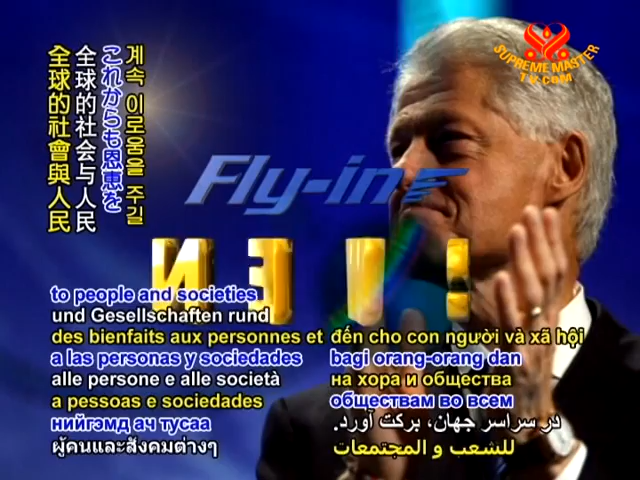 SUPREME MASTER
TV.COM
계속 이로움을 주길
これからも恩恵を
全球的社会与人民
全球的社會與人民
Fly-in
to people and societies
und Gesellschaften rund
des bienfaits aux personnes et
a las personas y sociedades
alle persone e alle società
a pessoas e sociedades
нийгэмд ач тусаа
ผู้คนและสังคมต่างๆ
đến cho con người và xã hội
bagi orang-orang dan
на хора и общества
обществам во всем
در سراسر جهان، برکت آورد.
للشعب و المجتمعات